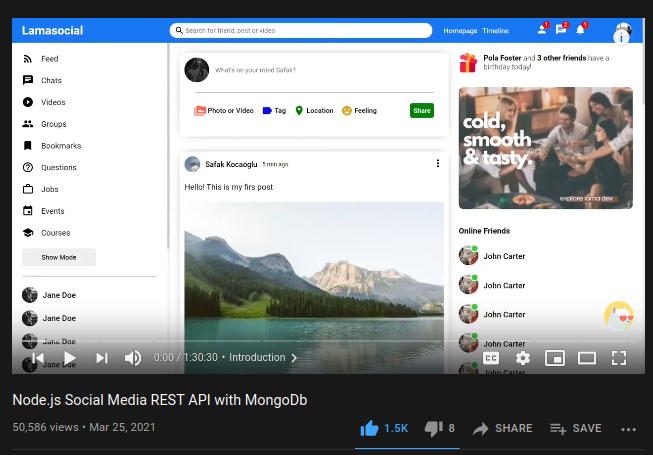 Lamasocial
Search for friend, post or video
Homepage Timeline
1
2
1
Feed
Chats
Videos
Groups
Bookmarks
Questions
Jobs
Events
Courses
Show Mode
Jane Doe
Jane Doe
Jane Doe
Jane Doe
What's on your mind Safak?
Photo or Video Tag Location Feeling Share
Safak Kocaoglu 5 min ago
Hello! This is my firs post
Pola Foster and 3 other friends have a
birthday today!
cold,
smooth
& tasty.
explore lama.dev
Online Friends
John Carter
John Carter
John Carter
John Carter
John Carter
0:00 / 1:30:30 • Introduction
CC
Node.js Social Media REST API with MongoDb
50,586 views • Mar 25, 2021
1.5K 8 SHARE SAVE